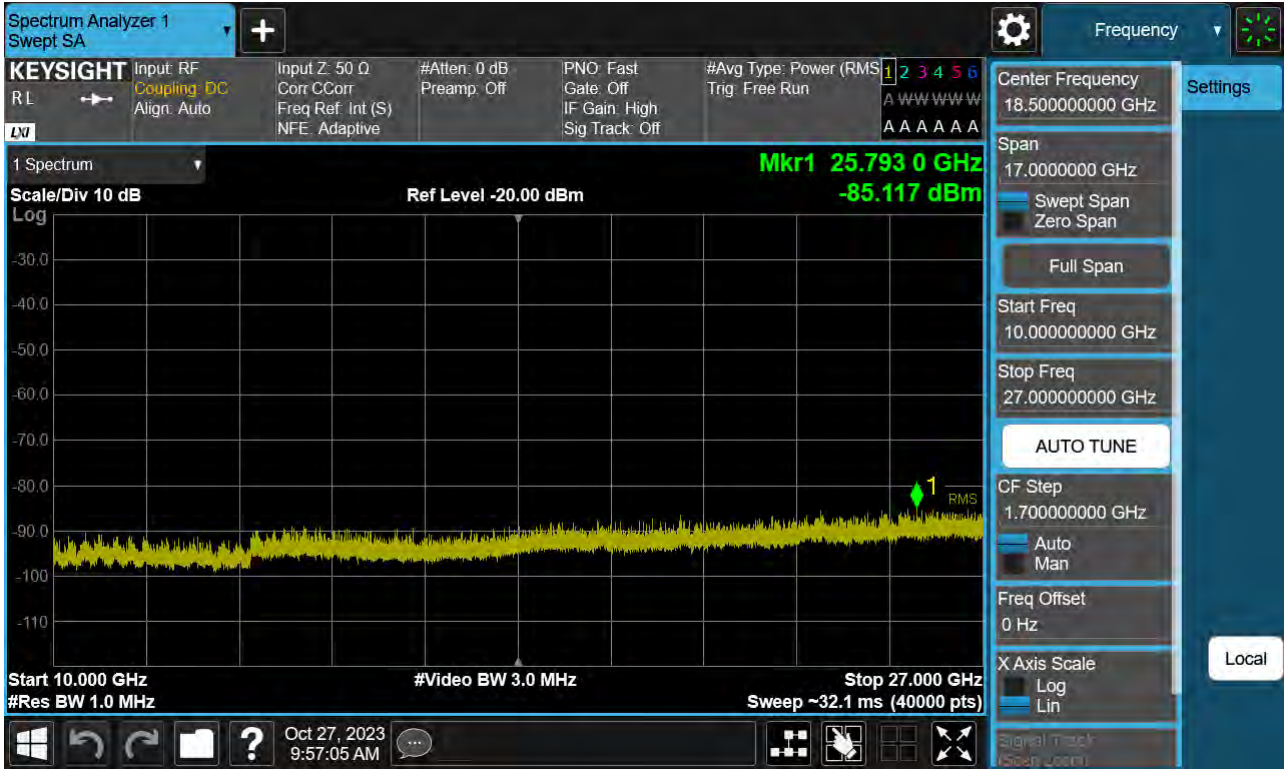 Spectrum Analyzer 1
Swept SA
+
Frequency
KEYSIGHT
R L
LXI
Input: RF
Coupling: DC
Align: Auto
Input Z: 50 Ω
Corr CCorr
Freq Ref: Int (S)
NFE: Adaptive
#Atten: 0 dB
Preamp: Off
PNO: Fast
Gate: Off
IF Gain: High
Sig Track: Off
#Avg Type: Power (RMS
Trig: Free Run
1 2 3 4 5 6
A W W W W W
A A A A A A
1 Spectrum
Mkr1 25.793 0 GHz
-85.117 dBm
Scale/Div 10 dB
Ref Level -20.00 dBm
Log
-30.0
-40.0
-50.0
-60.0
-70.0
-80.0
-90.0
-100
-110
1
RMS
Start 10.000 GHz
#Video BW 3.0 MHz
Stop 27.000 GHz
#Res BW 1.0 MHz
Sweep ~32.1 ms (40000 pts)
Center Frequency
18.500000000 GHz
Settings
Span
17.0000000 GHz
Swept Span
Zero Span
Full Span
Start Freq
10.000000000 GHz
Stop Freq
27.000000000 GHz
AUTO TUNE
CF Step
1.700000000 GHz
Auto
Man
Freq Offset
0 Hz
X Axis Scale
Log
Lin
Local
Signal Track
(Span Zoom)
?
Oct 27, 2023
9:57:05 AM